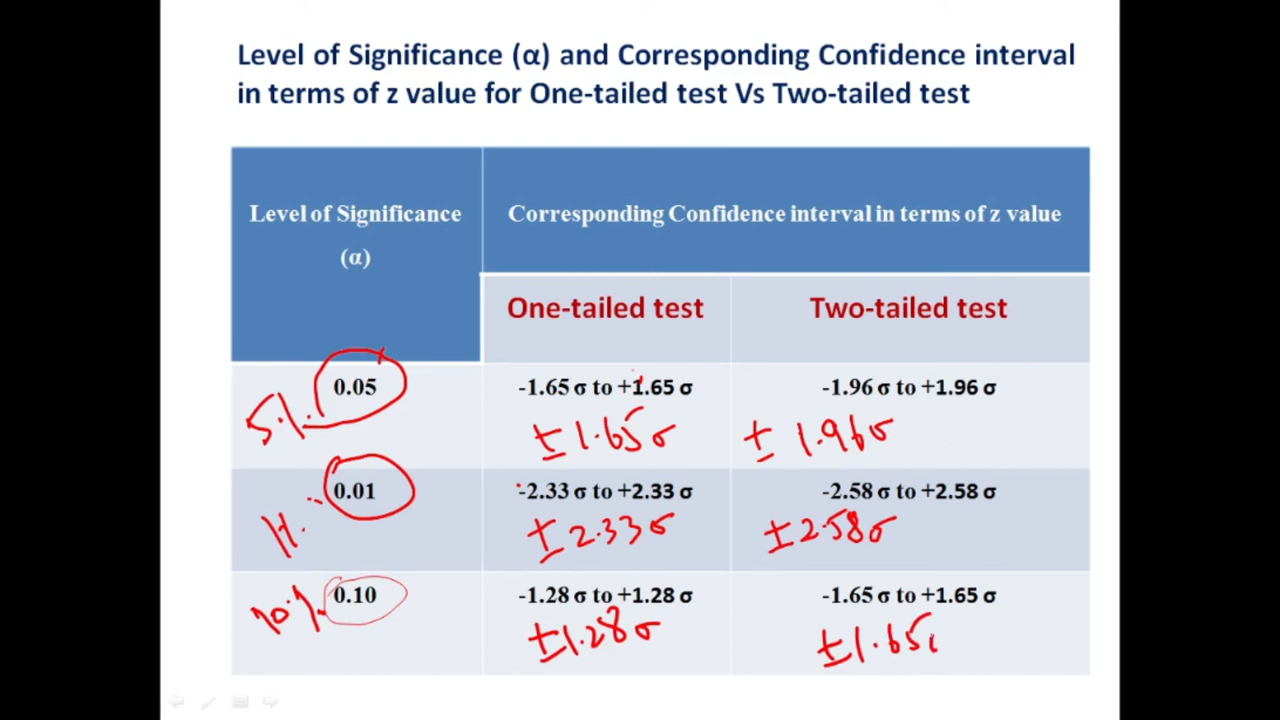 Level of Significance (α) and Corresponding Confidence interval
in terms of z value for One-tailed test Vs Two-tailed test
Level of Significance
(α)
Corresponding Confidence interval in terms of z value
One-tailed test
Two-tailed test
0.05
-1.65 σ to +1.65 σ
-1.96 σ to +1.96 σ
5%
±1.65σ
± 1.96σ
0.01
-2.33 σ to +2.33 σ
-2.58 σ to +2.58 σ
1%
±2.33σ
±2.58σ
0.10
-1.28 σ to +1.28 σ
-1.65 σ to +1.65 σ
10%
±1.28σ
±1.65